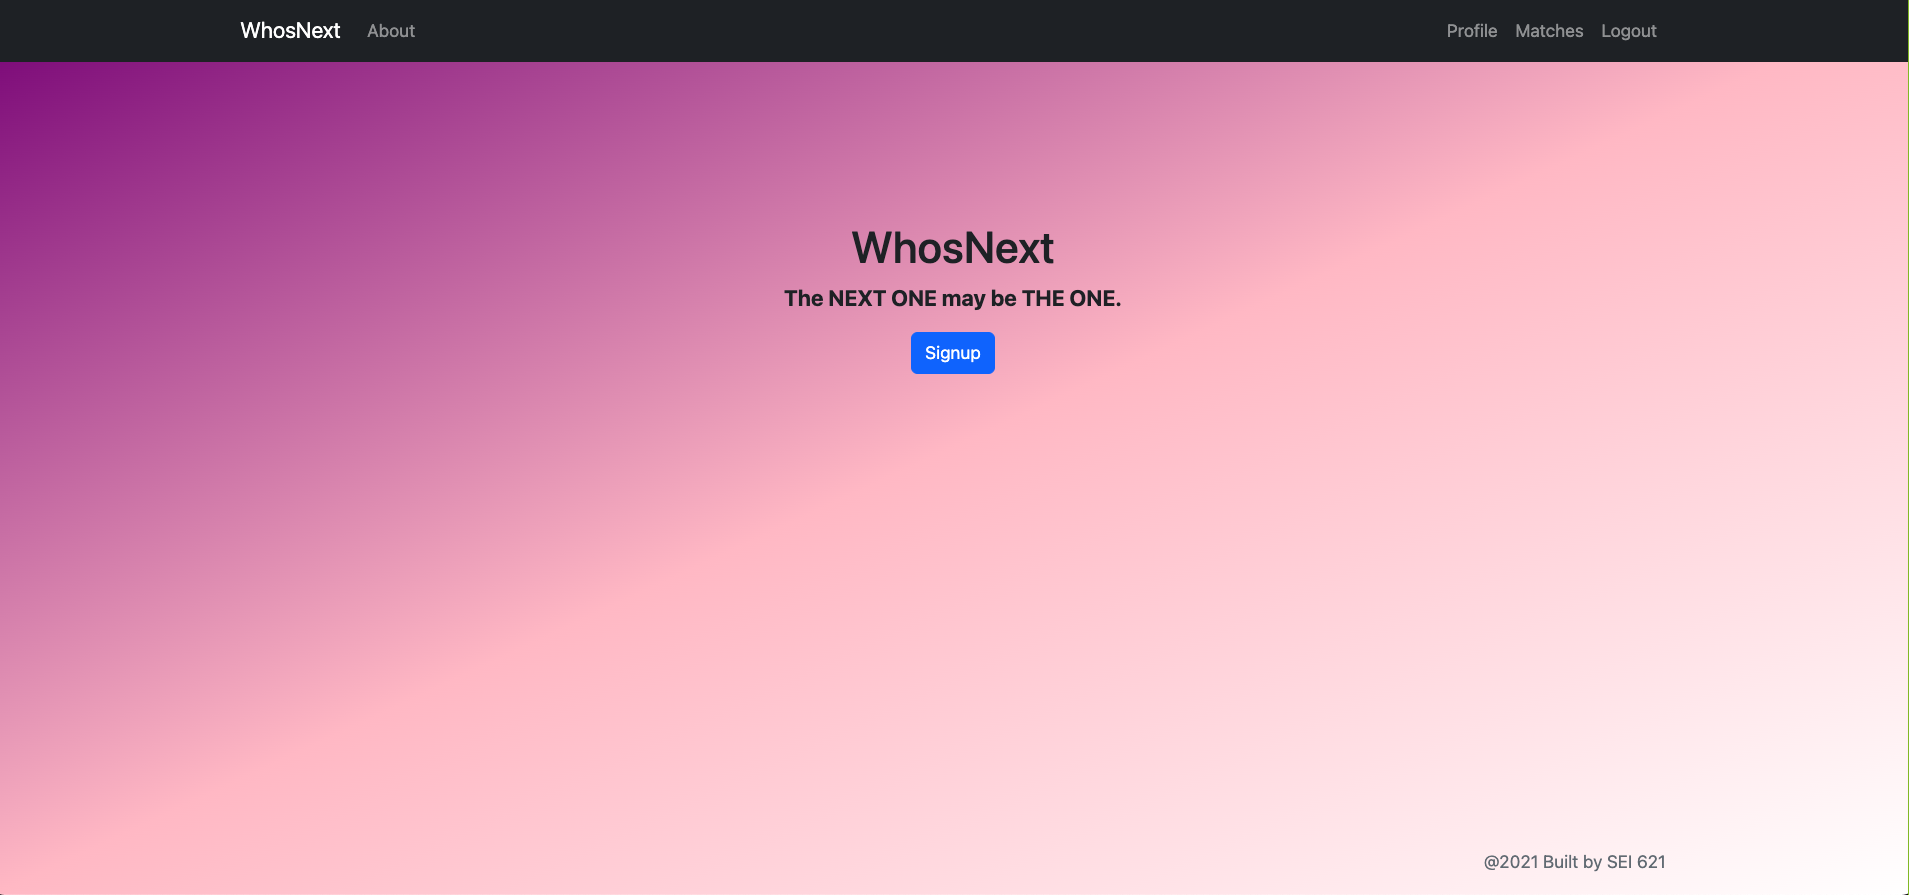 WhosNext About Profile Matches Logout
WhosNext
The NEXT ONE may be THE ONE.
Signup
@2021 Built by SEI 621